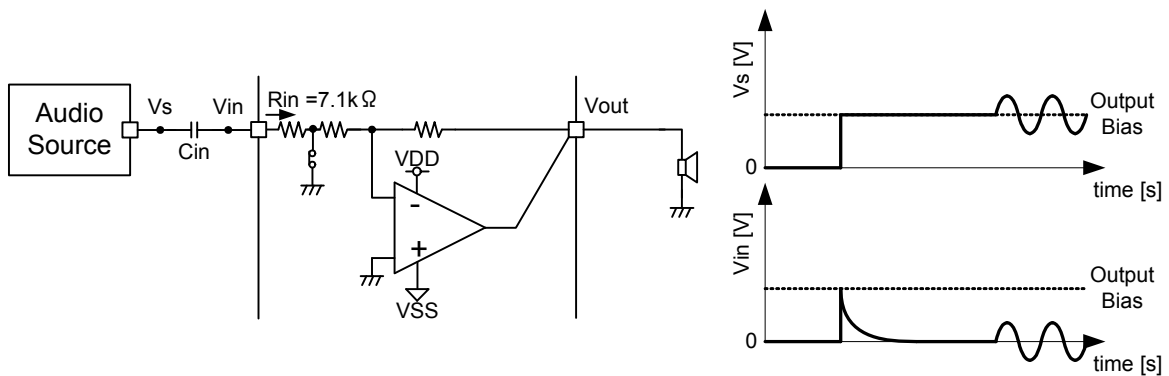 Audio
Source
Vs
Vin
Cin
Rin =7.1kΩ
VDD
-
+
VSS
Vout
Vs [V]
Output
Bias
0
time [s]
Vin [V]
Output
Bias
0
time [s]